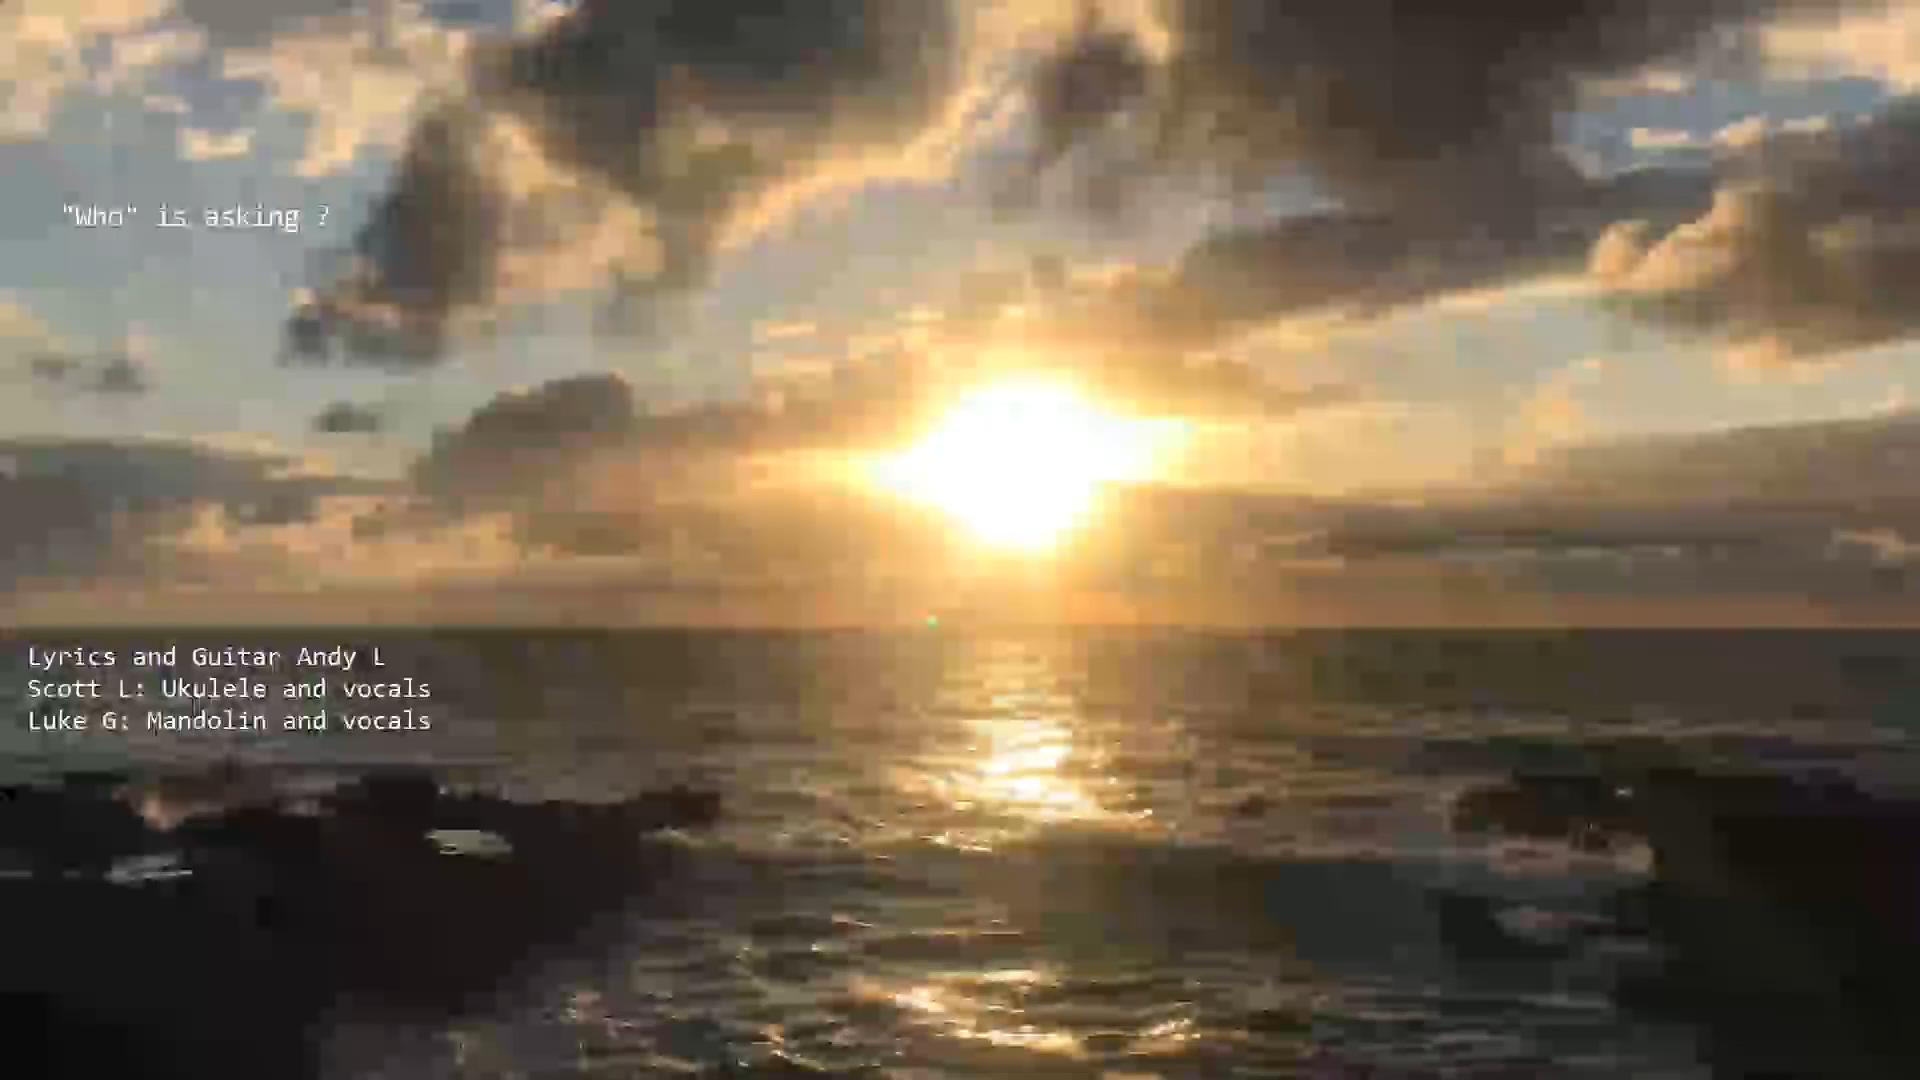 "Who" is asking ?
Lyrics and Guitar Andy L
Scott L: Ukulele and vocals
Luke G: Mandolin and vocals